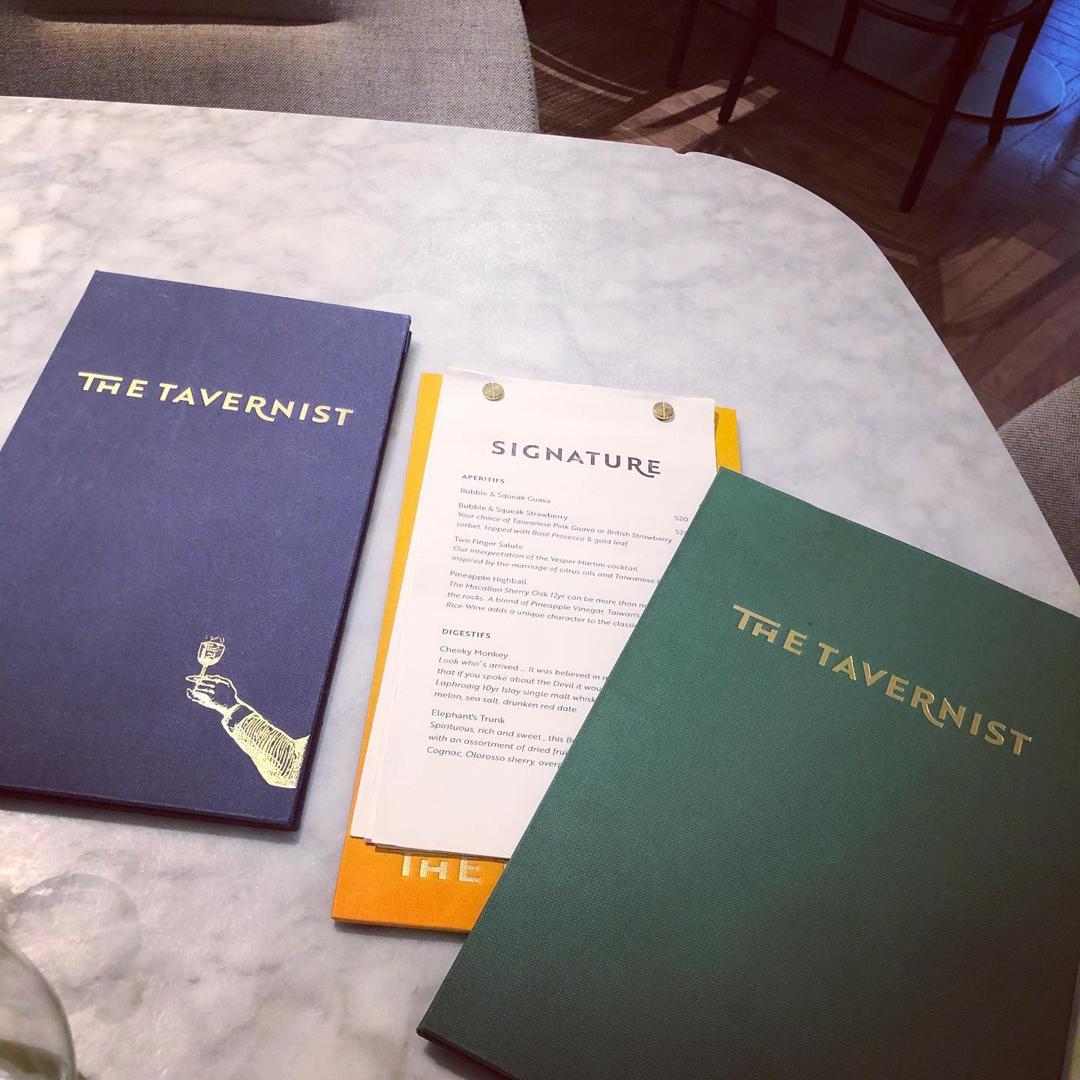 THE TAVERNIST
SIGNATURE
APERITIFS
Bubble & Squeak Guava
Bubble & Squeak Strawberry 520
Your choice of Taiwanese Pink Guava or British Strawberry
sorbet, topped with Rosé Prosecco & gold leaf
Two Finger Salute
Our interpretation of the Vesper Martini cocktail,
inspired by the marriage of citrus oils and Taiwanese
Pineapple Highball
The Macallan Sherry Oak 12yr can be more than
the rocks. A blend of Pineapple Vinegar, Taiwan's
Rice Wine adds a unique character to the
DIGESTIFS
Cheeky Monkey
Look who's arrived ... it was believed in
that if you spoke about the Devil it
Laphroaig 10yr Islay single malt
melon, sea salt, drunken red date.
Elephant's Trunk
Spirituous, rich and sweet , this
with an assortment of dried
Cognac, Olorosso sherry,
THE
THE TAVERNIST